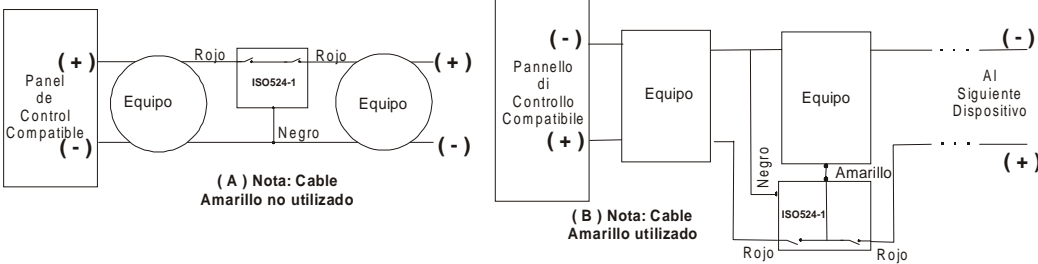 ( + )
Panel
de
Control
Compatible
( - )
Equipo
Rojo
ISO524-1
Rojo
Negro
Equipo
( + )
( - )
( A ) Nota: Cable
Amarillo no utilizado
( - )
Pannello
di
Controllo
Compatibile
( + )
Equipo
Negro
Equipo
Amarillo
ISO524-1
Rojo
Rojo
( - )
Al
Siguiente
Dispositivo
( + )
( B ) Nota: Cable
Amarillo utilizado